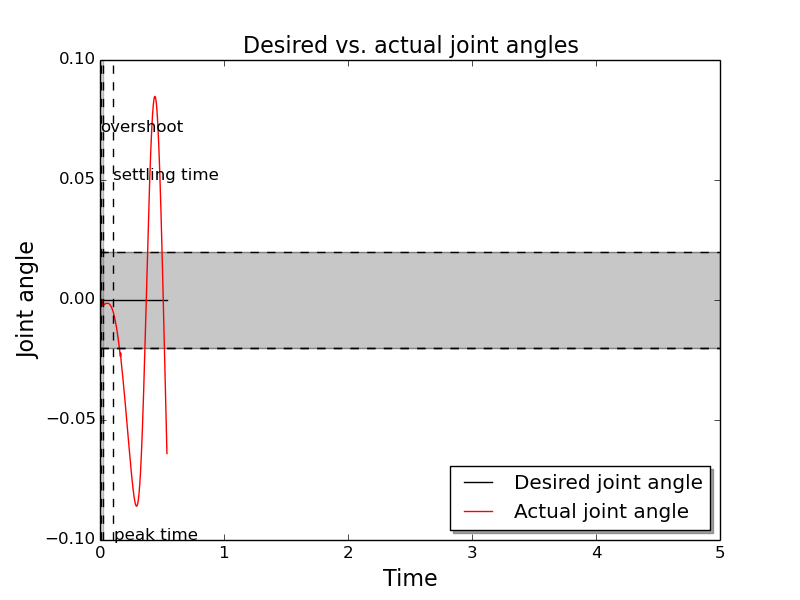 Desired vs. actual joint angles
0.10
overshoot
0.05
settling time
0.00
Joint angle
−0.05
Desired joint angle
Actual joint angle
−0.10
peak time
0 1 2 3 4 5
Time